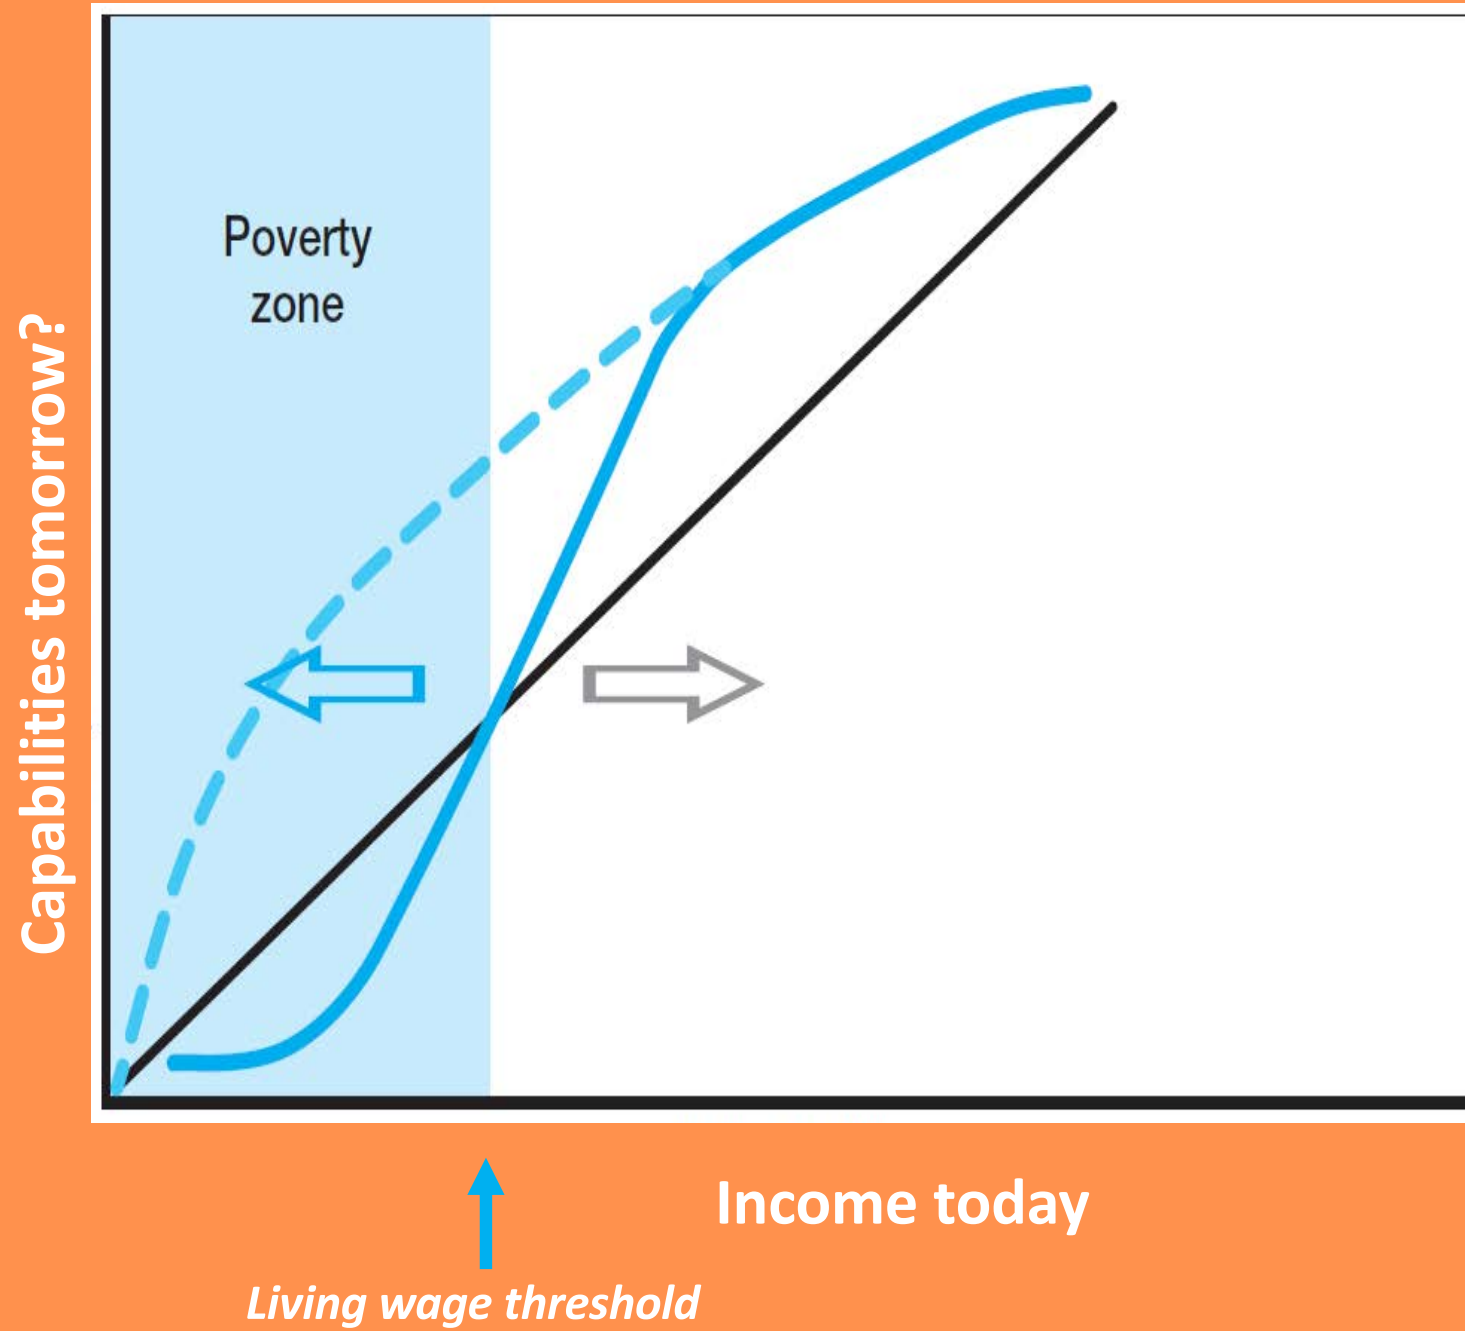 Poverty
zone
Capabilities tomorrow?
Income today
Living wage threshold